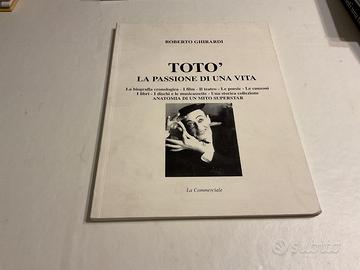 ROBERTO GHIRARDI
TOTO'
LA PASSIONE DI UNA VITA
La biografia cronologica - I film - Il teatro - Le poesie - Le canzoni
I libri - I dischi e le musicassette - Una storica collezione
ANATOMIA DI UN MITO SUPERSTAR
La Commerciale
subito